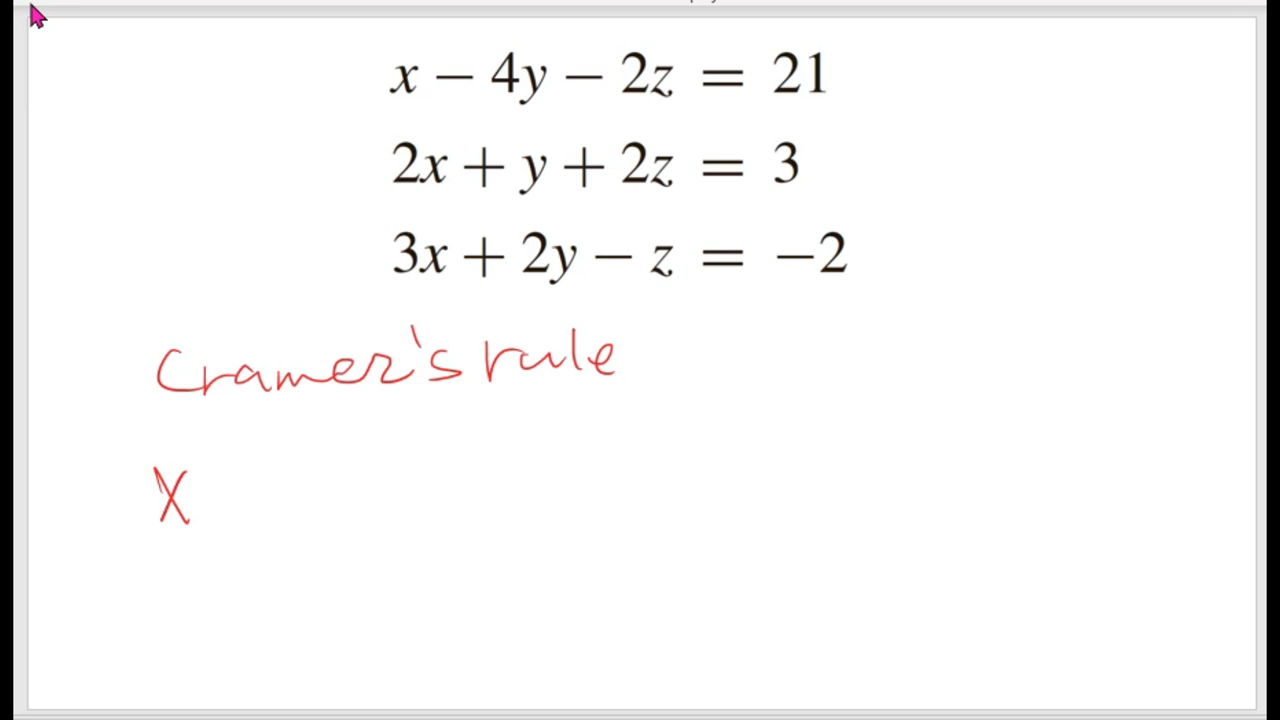 x − 4y − 2z = 21
2x + y + 2z = 3
3x + 2y − z = −2
Cramer's rule
X